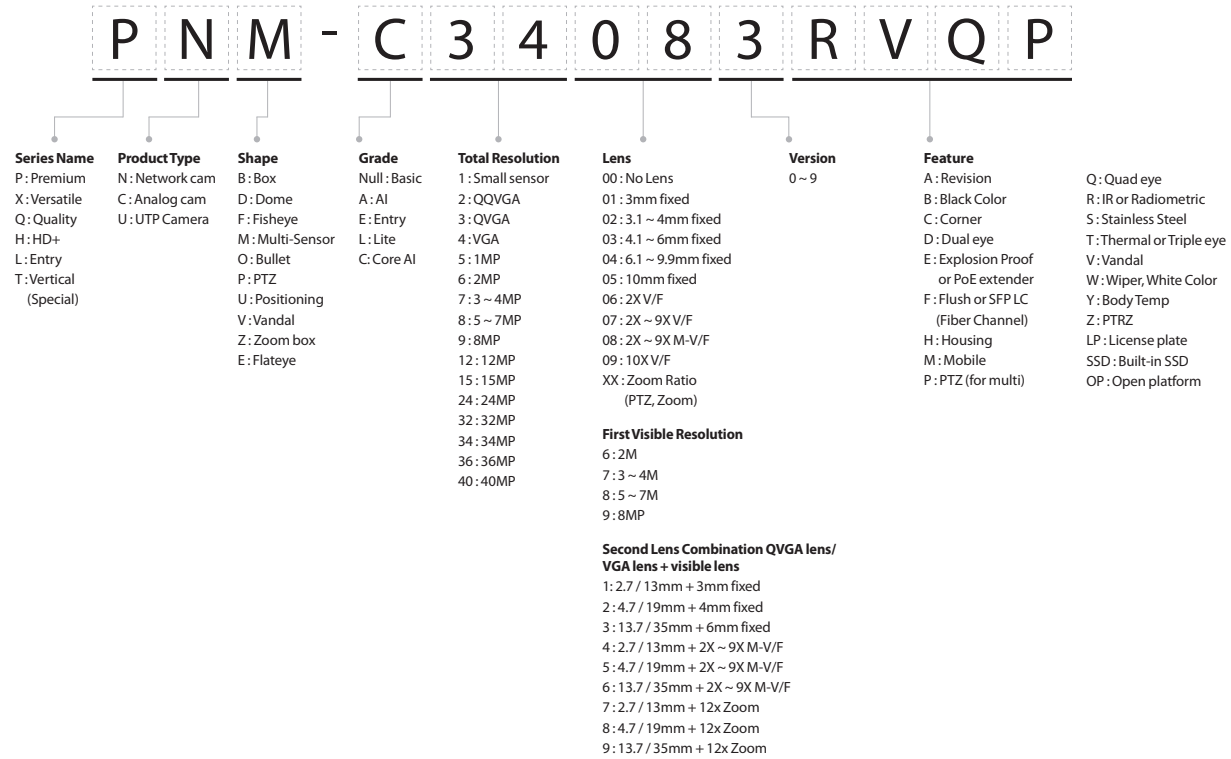 PNM-C34083RVQP
Series Name
P : Premium
X : Versatile
Q : Quality
H : HD+
L : Entry
T : Vertical
(Special)
Product Type
N : Network cam
C : Analog cam
U : UTP Camera
Shape
B : Box
D : Dome
F : Fisheye
M : Multi-Sensor
O : Bullet
P : PTZ
U : Positioning
V : Vandal
Z : Zoom box
E : Flateye
Grade
Null : Basic
A : AI
E : Entry
L : Lite
C: Core AI
Total Resolution
1 : Small sensor
2 : QQVGA
3 : QVGA
4 : VGA
5 : 1MP
6 : 2MP
7 : 3 ~ 4MP
8 : 5 ~ 7MP
9 : 8MP
12 : 12MP
15 : 15MP
24 : 24MP
32 : 32MP
34 : 34MP
36 : 36MP
40 : 40MP
Lens
00 : No Lens
01 : 3mm fixed
02 : 3.1 ~ 4mm fixed
03 : 4.1 ~ 6mm fixed
04 : 6.1 ~ 9.9mm fixed
05 : 10mm fixed
06 : 2X V/F
07 : 2X ~ 9X V/F
08 : 2X ~ 9X M-V/F
09 : 10X V/F
XX : Zoom Ratio
(PTZ, Zoom)
First Visible Resolution
6 : 2M
7 : 3 ~ 4M
8 : 5 ~ 7M
9 : 8MP
Second Lens Combination QVGA lens/
VGA lens + visible lens
1: 2.7 / 13mm + 3mm fixed
2 : 4.7 / 19mm + 4mm fixed
3 : 13.7 / 35mm + 6mm fixed
4 : 2.7 / 13mm + 2X ~ 9X M-V/F
5 : 4.7 / 19mm + 2X ~ 9X M-V/F
6 : 13.7 / 35mm + 2X ~ 9X M-V/F
7 : 2.7 / 13mm + 12x Zoom
8 : 4.7 / 19mm + 12x Zoom
9 : 13.7 / 35mm + 12x Zoom
Version
0 ~ 9
Feature
A : Revision
B : Black Color
C : Corner
D : Dual eye
E : Explosion Proof
or PoE extender
F : Flush or SFP LC
(Fiber Channel)
H : Housing
M : Mobile
P : PTZ (for multi)
Q : Quad eye
R : IR or Radiometric
S : Stainless Steel
T : Thermal or Triple eye
V : Vandal
W : Wiper, White Color
Y : Body Temp
Z : PTRZ
LP : License plate
SSD : Built-in SSD
OP : Open platform